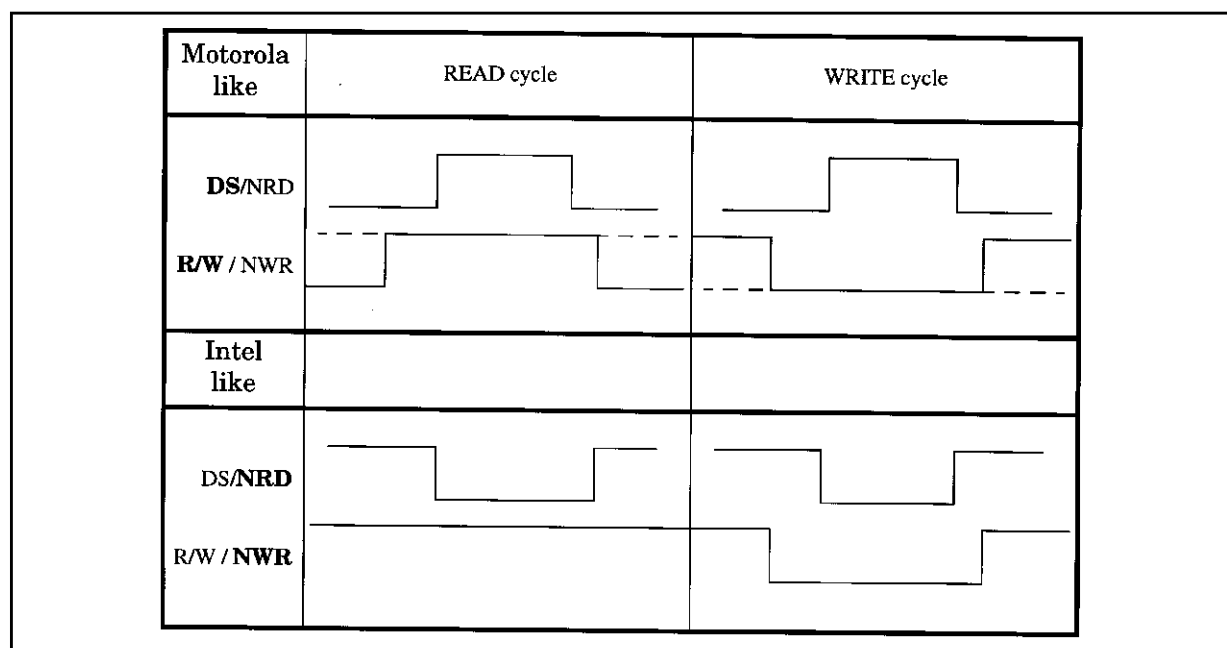 Motorola
like
READ cycle
WRITE cycle
DS/NRD
R/W / NWR
Intel
like
DS/NRD
R/W / NWR